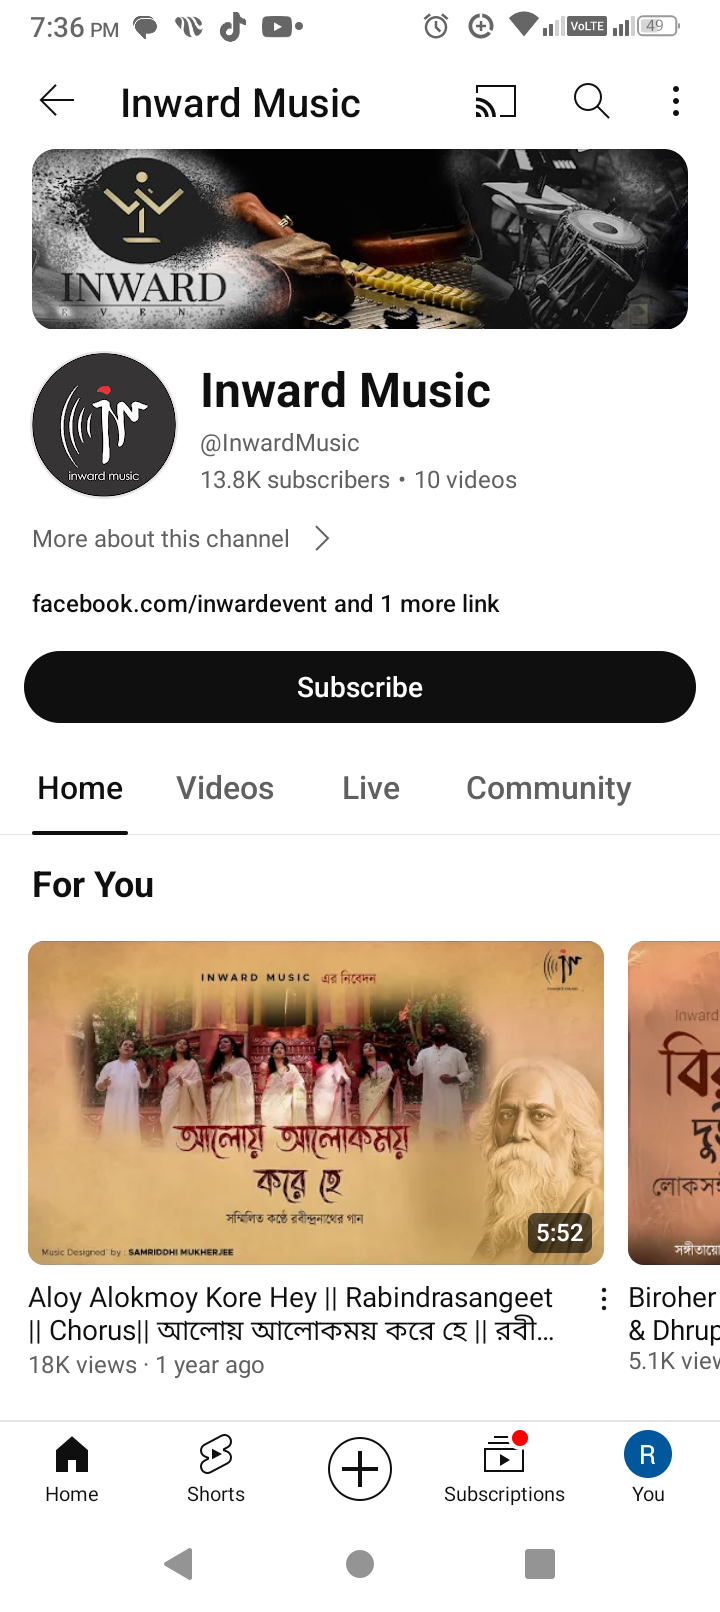 7:36 PM
VoLTE
49
Inward Music
INWARD
EVENT
inward music
Inward Music
@InwardMusic
13.8K subscribers • 10 videos
More about this channel
facebook.com/inwardevent and 1 more link
Subscribe
Home Videos Live Community
For You
INWARD MUSIC এর নিবেদন
আলোয় আলোকময়
করে হে
সম্মিলিত কণ্ঠে রবীন্দ্রনাথের গান
Music Designed by : SAMRIDDHI MUKHERJEE
5:52
Aloy Alokmoy Kore Hey || Rabindrasangeet
|| Chorus|| আলোয় আলোকময় করে হে || রবী...
18K views · 1 year ago
Inward
Biroher
& Dhrup
5.1K view
Home Shorts Subscriptions R You